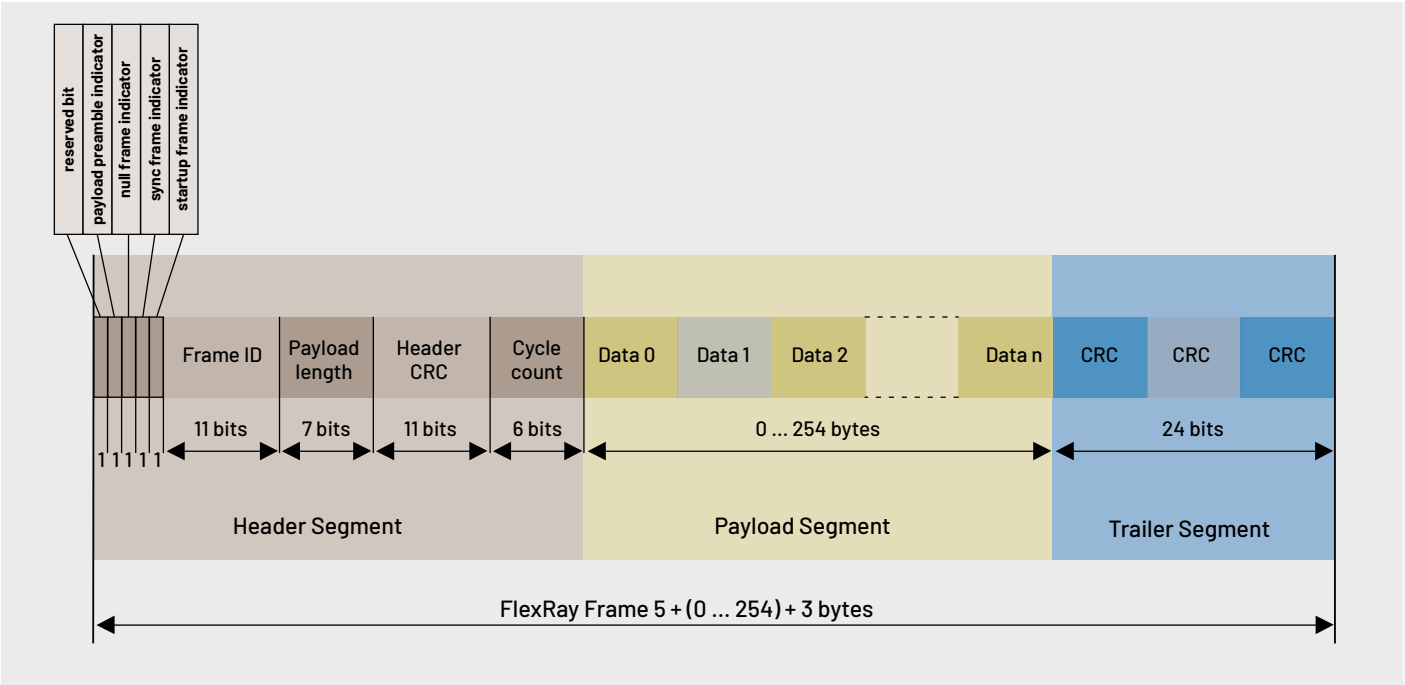 reserved bit
payload preamble indicator
null frame indicator
sync frame indicator
startup frame indicator
Frame ID
Payload
length
Header
CRC
Cycle
count
Data 0
Data 1
Data 2
Data n
CRC
CRC
CRC
1 1 1 1 1
11 bits
7 bits
11 bits
6 bits
0 ... 254 bytes
24 bits
Header Segment
Payload Segment
Trailer Segment
FlexRay Frame 5 + (0 ... 254) + 3 bytes